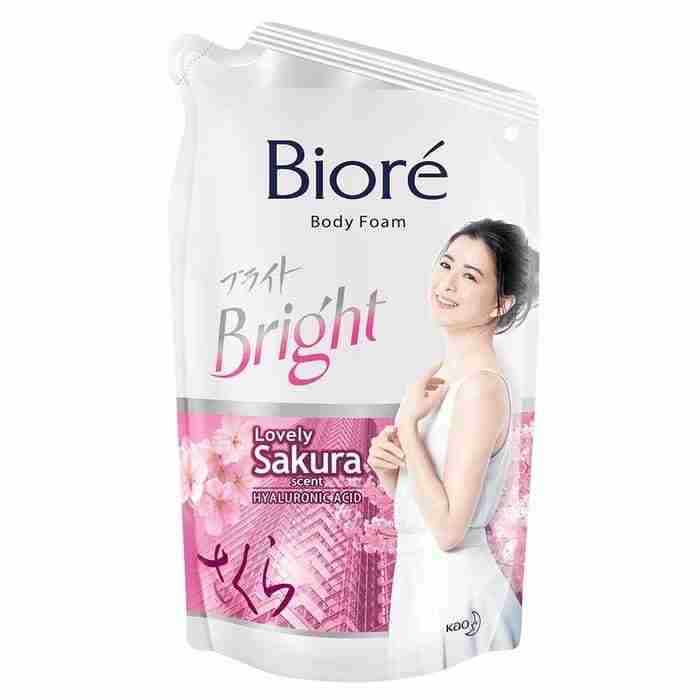 Bioré
Body Foam
ブライト
Bright
Lovely
Sakura
scent
HYALURONIC ACID
さくら
Kao